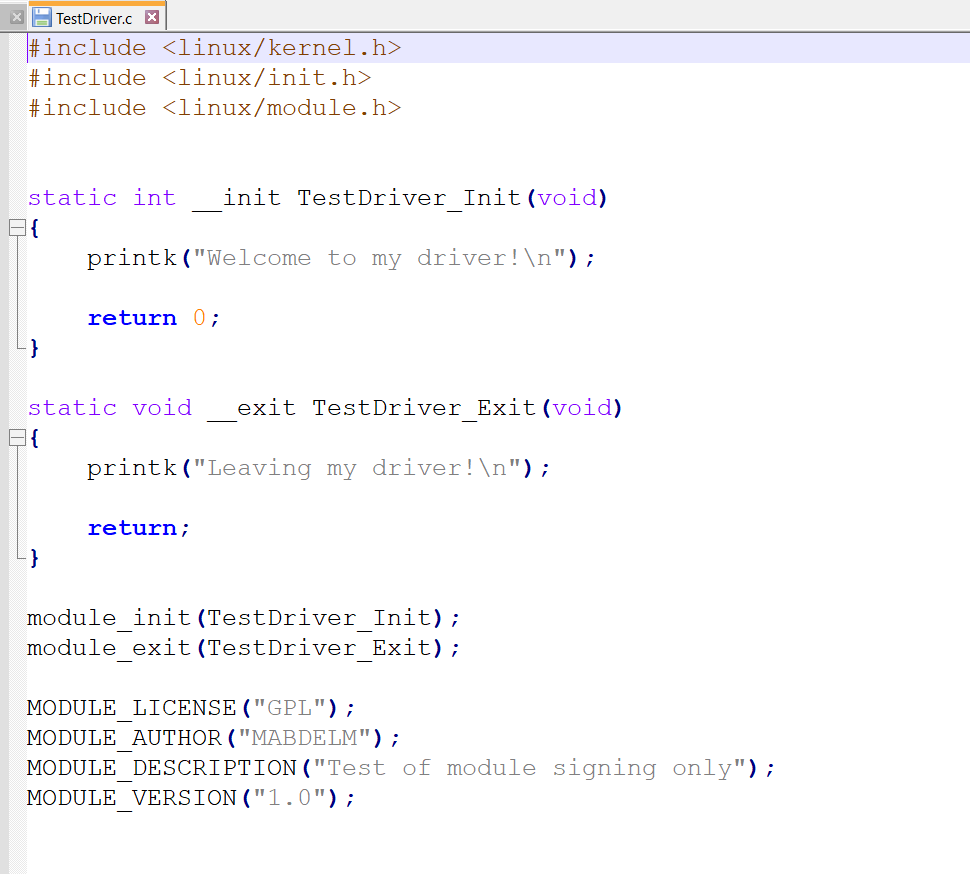 TestDriver.c
#include <linux/kernel.h>
#include <linux/init.h>
#include <linux/module.h>
static int __init TestDriver_Init(void)
{
printk("Welcome to my driver!\n");
return 0;
}
static void __exit TestDriver_Exit(void)
{
printk("Leaving my driver!\n");
return;
}
module_init(TestDriver_Init);
module_exit(TestDriver_Exit);
MODULE_LICENSE("GPL");
MODULE_AUTHOR("MABDELM");
MODULE_DESCRIPTION("Test of module signing only");
MODULE_VERSION("1.0");